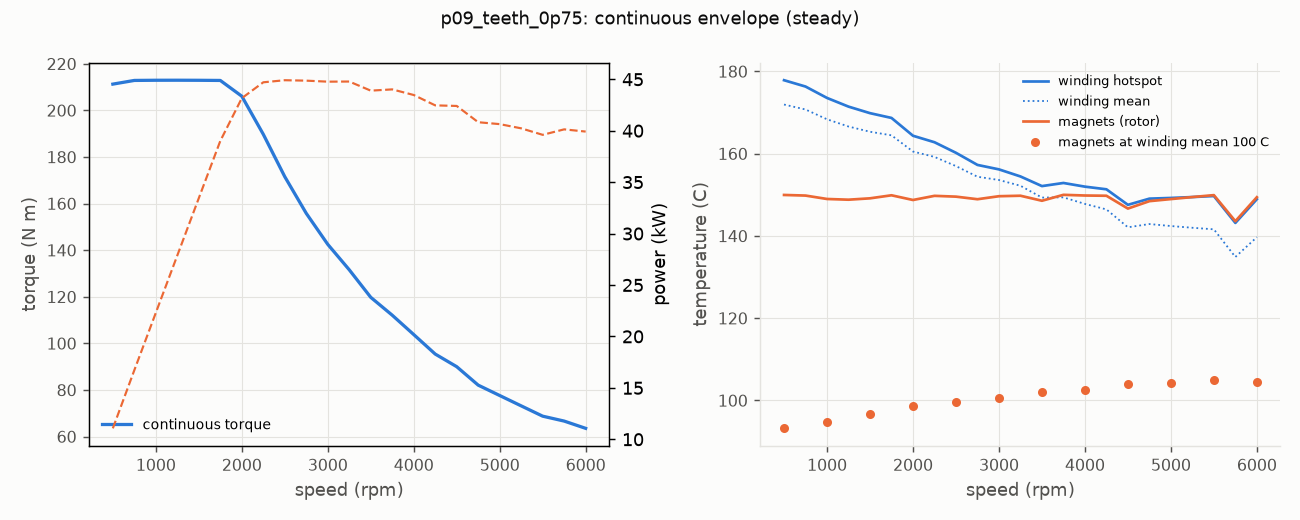 p09_teeth_0p75: continuous envelope (steady)
torque (N m)
220
200
180
160
140
120
100
80
60
continuous torque
1000 2000 3000 4000 5000 6000
speed (rpm)
45
40
35
30
25
20
15
10
power (kW)
temperature (C)
180
160
140
120
100
winding hotspot
winding mean
magnets (rotor)
magnets at winding mean 100 C
1000 2000 3000 4000 5000 6000
speed (rpm)